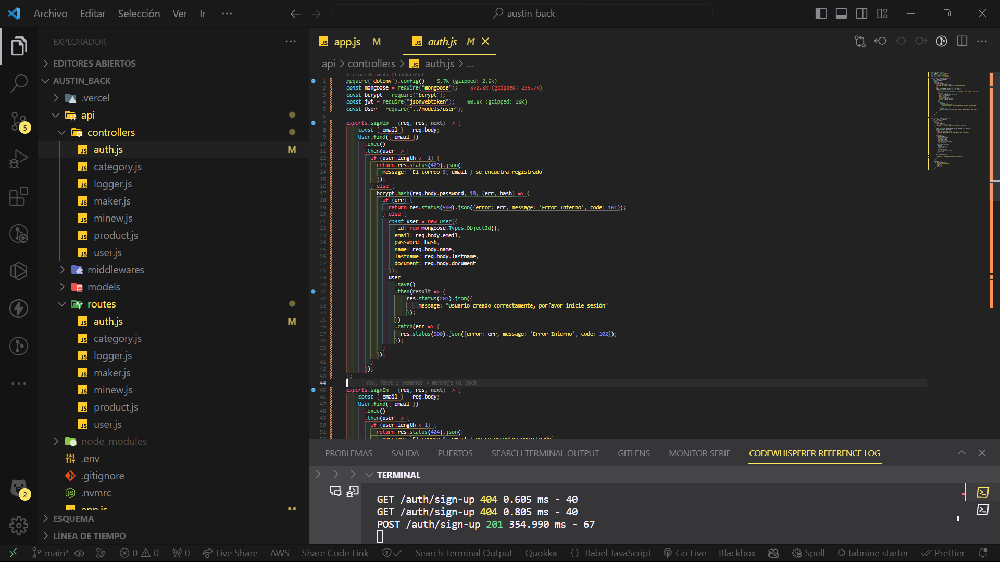 Archivo Editar Selección Ver Ir ···
austin_back
EXPLORADOR
EDITORES ABIERTOS
AUSTIN_BACK
.vercel
api
controllers
auth.js M
category.js
logger.js
maker.js
minew.js
product.js
user.js
middlewares
models
routes
auth.js M
category.js
logger.js
maker.js
minew.js
product.js
user.js
node_modules
.env
.gitignore
.nvmrc
app.js M
ESQUEMA
LÍNEA DE TIEMPO
5
2
app.js M
auth.js M
api > controllers > auth.js > ...
You, hace 36 minutos | 1 author (You)
1 require('dotenv').config() 5.7k (gzipped: 2.6k)
2 const mongoose = require("mongoose"); 872.8k (gzipped: 235.7k)
3 const bcrypt = require("bcrypt");
4 const jwt = require("jsonwebtoken"); 60.8k (gzipped: 18k)
5 const User = require("../models/user");
6
7 exports.signUp = (req, res, next) => {
8 const { email } = req.body;
9 User.find({ email })
10 .exec()
11 .then(user => {
12 if (user.length >= 1) {
13 return res.status(409).json({
14 message: `El correo ${ email } se encuetra registrado`
15 });
16 } else {
17 bcrypt.hash(req.body.password, 10, (err, hash) => {
18 if (err) {
19 return res.status(500).json({error: err, message: 'Error Interno', code: 101});
20 } else {
21 const user = new User({
22 _id: new mongoose.Types.ObjectId(),
23 email: req.body.email,
24 password: hash,
25 name: req.body.name,
26 lastname: req.body.lastname,
27 document: req.body.document
28 });
29 user
30 .save()
31 .then(result => {
32 res.status(201).json({
33 message: "Usuario creado correctamente, porfavor inicie sesión"
34 });
35 })
36 .catch(err => {
37 res.status(500).json({error: err, message: 'Error Interno', code: 102});
38 });
39 }
40 });
41 }
42 });
43 };
44 You, hace 3 semanas • mensaje o1 back
45 exports.signIn = (req, res, next) => {
46 const { email } = req.body;
47 User.find({ email })
48 .exec()
49 .then(user => {
50 if (user.length < 1) {
51 return res.status(404).json({
message: `El correo ${ email } no se encuetra registrado`
PROBLEMAS SALIDA PUERTOS SEARCH TERMINAL OUTPUT GITLENS MONITOR SERIE CODEWHISPERER REFERENCE LOG
TERMINAL
GET /auth/sign-up 404 0.605 ms - 40
GET /auth/sign-up 404 0.805 ms - 40
POST /auth/sign-up 201 354.990 ms - 67
main* 0 0 0 Live Share AWS Share Code Link Search Terminal Output Quokka {} Babel JavaScript Go Live Blackbox Spell tabnine starter Prettier